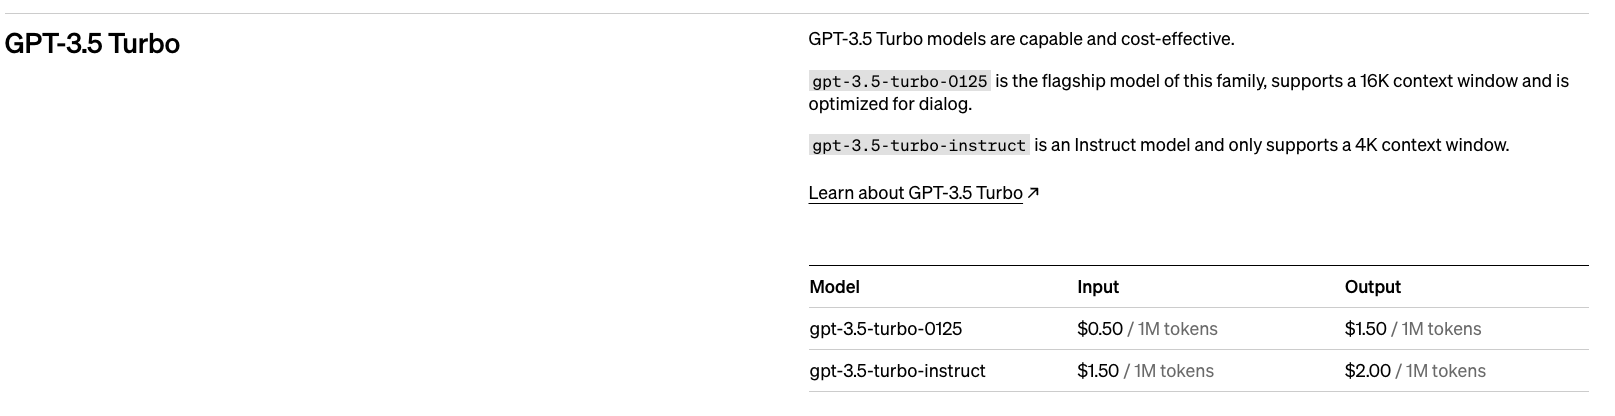 GPT-3.5 Turbo
GPT-3.5 Turbo models are capable and cost-effective.
gpt-3.5-turbo-0125 is the flagship model of this family, supports a 16K context window and is
optimized for dialog.
gpt-3.5-turbo-instruct is an Instruct model and only supports a 4K context window.
Learn about GPT-3.5 Turbo ↗
Model Input Output
gpt-3.5-turbo-0125 $0.50 / 1M tokens $1.50 / 1M tokens
gpt-3.5-turbo-instruct $1.50 / 1M tokens $2.00 / 1M tokens